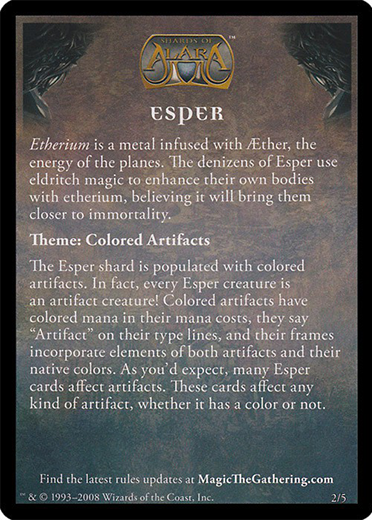 SHARDS OF
ALARA™
ESPER
Etherium is a metal infused with Æther, the
energy of the planes. The denizens of Esper use
eldritch magic to enhance their own bodies
with etherium, believing it will bring them
closer to immortality.
Theme: Colored Artifacts
The Esper shard is populated with colored
artifacts. In fact, every Esper creature is
an artifact creature! Colored artifacts have
colored mana in their mana costs, they say
“Artifact” on their type lines, and their frames
incorporate elements of both artifacts and their
native colors. As you’d expect, many Esper
cards affect artifacts. These cards affect any
kind of artifact, whether it has a color or not.
Find the latest rules updates at MagicTheGathering.com
™ & © 1993–2008 Wizards of the Coast, Inc. 2/5